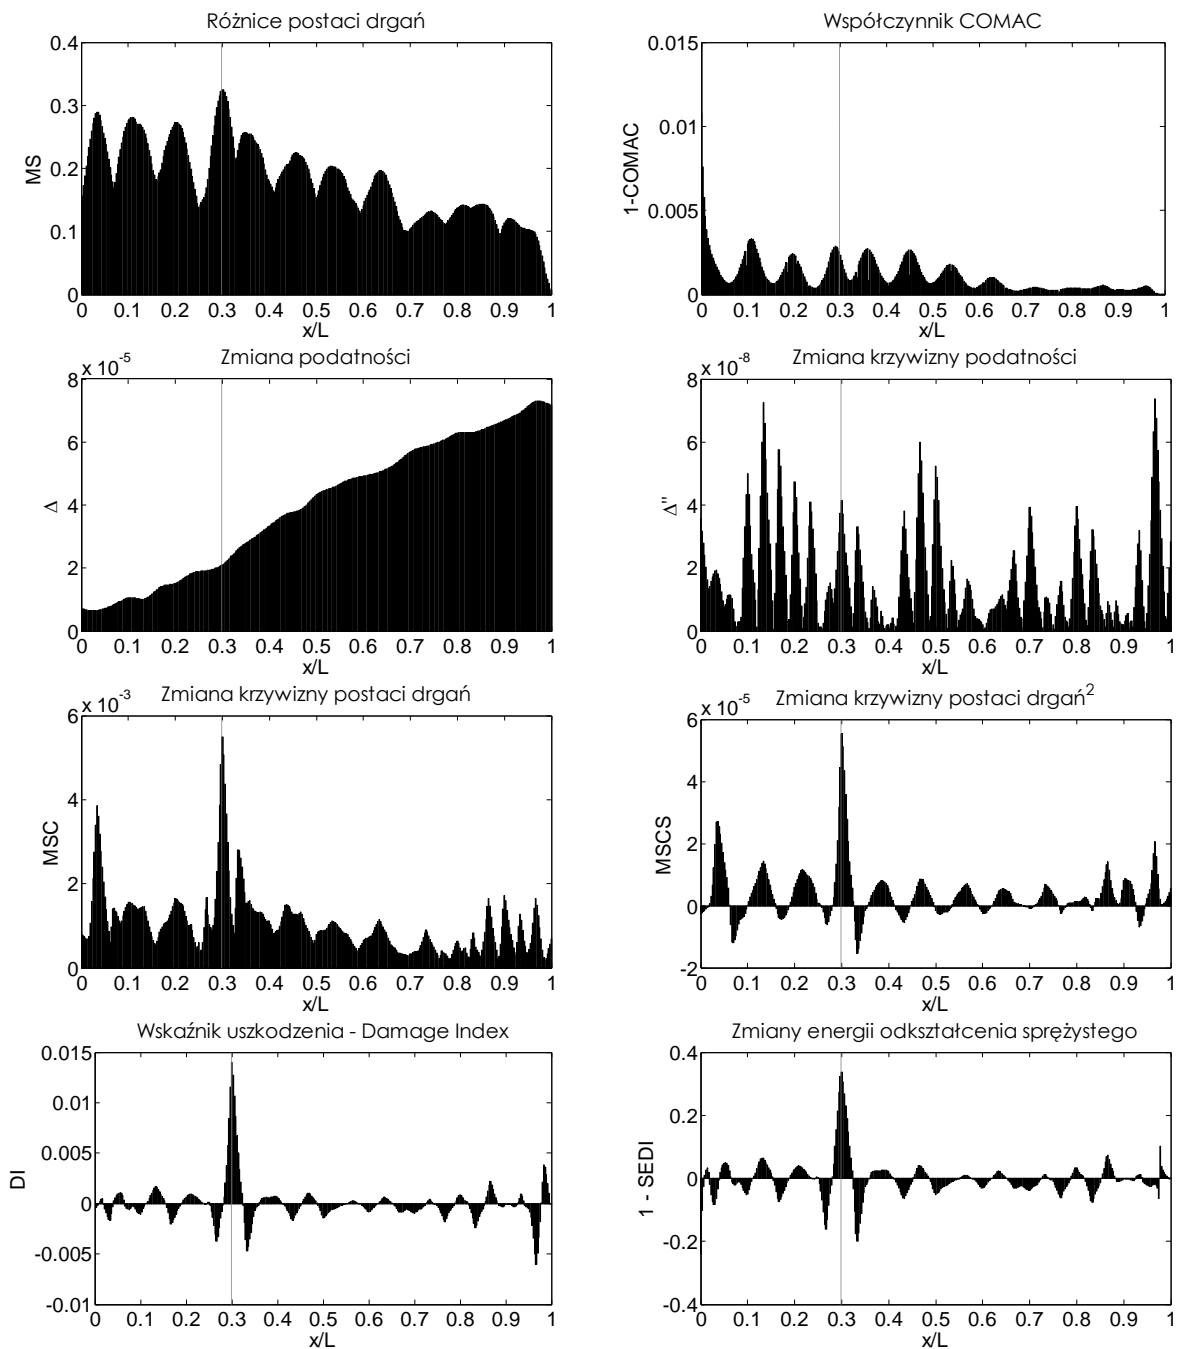 Różnice postaci drgań
MS
0.4
0.3
0.2
0.1
0
0 0.1 0.2 0.3 0.4 0.5 0.6 0.7 0.8 0.9 1
x/L
Współczynnik COMAC
1-COMAC
0.015
0.01
0.005
0
0 0.1 0.2 0.3 0.4 0.5 0.6 0.7 0.8 0.9 1
x/L
Zmiana podatności
x 10-5
Δ
8
6
4
2
0
0 0.1 0.2 0.3 0.4 0.5 0.6 0.7 0.8 0.9 1
x/L
Zmiana krzywizny podatności
x 10-8
Δ"
8
6
4
2
0
0 0.1 0.2 0.3 0.4 0.5 0.6 0.7 0.8 0.9 1
x/L
Zmiana krzywizny postaci drgań
x 10-3
MSC
6
4
2
0
0 0.1 0.2 0.3 0.4 0.5 0.6 0.7 0.8 0.9 1
x/L
Zmiana krzywizny postaci drgań2
x 10-5
MSCS
6
4
2
0
-2
0 0.1 0.2 0.3 0.4 0.5 0.6 0.7 0.8 0.9 1
x/L
Wskaźnik uszkodzenia - Damage Index
DI
0.015
0.01
0.005
0
-0.005
-0.01
0 0.1 0.2 0.3 0.4 0.5 0.6 0.7 0.8 0.9 1
x/L
Zmiany energii odkształcenia sprężystego
1 - SEDI
0.4
0.2
0
-0.2
-0.4
0 0.1 0.2 0.3 0.4 0.5 0.6 0.7 0.8 0.9 1
x/L